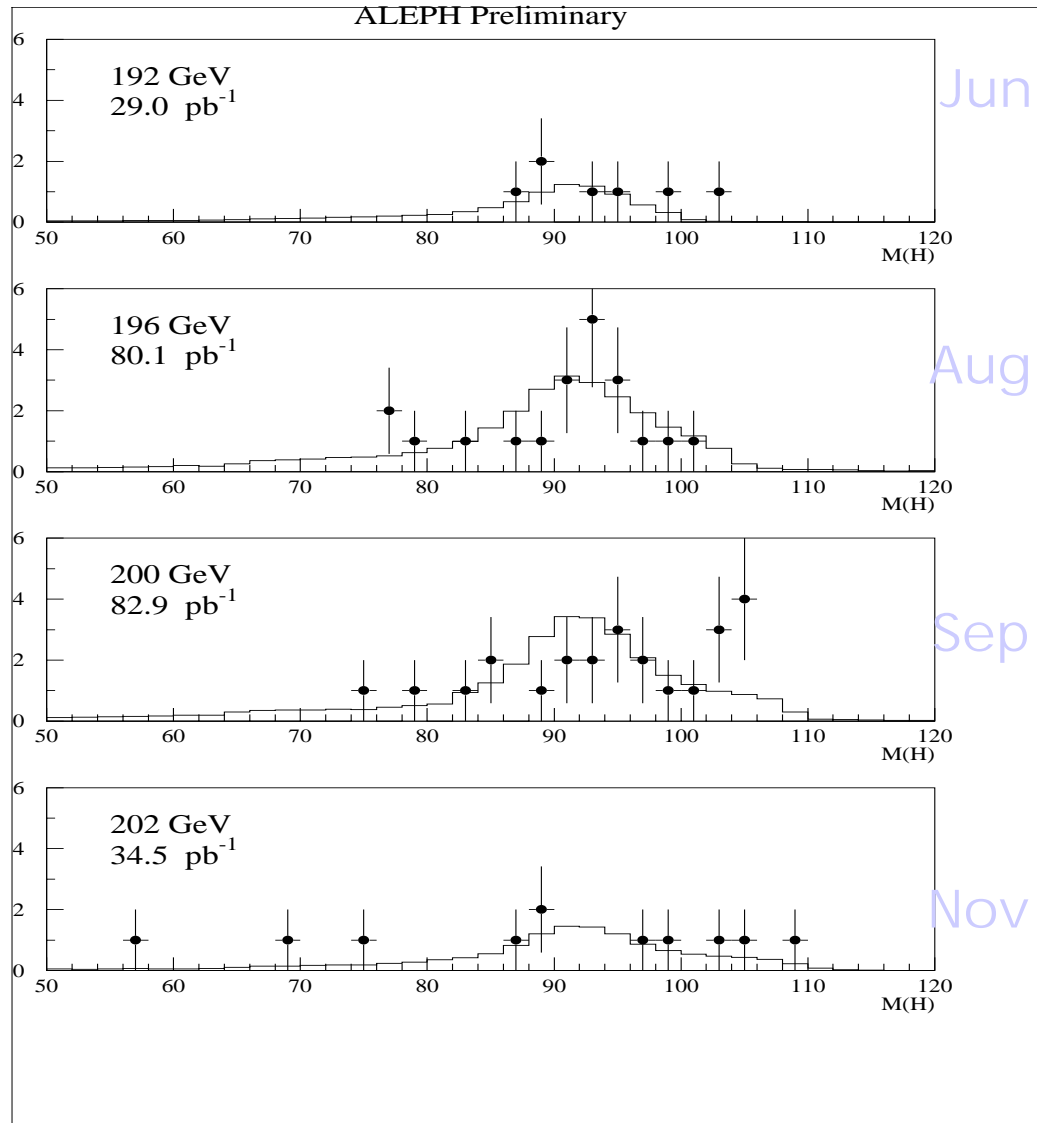 ALEPH Preliminary
6
4
2
0
192 GeV
29.0 pb-1
Jun
50 60 70 80 90 100 110 120
M(H)
6
4
2
0
196 GeV
80.1 pb-1
Aug
50 60 70 80 90 100 110 120
M(H)
6
4
2
0
200 GeV
82.9 pb-1
Sep
50 60 70 80 90 100 110 120
M(H)
6
4
2
0
202 GeV
34.5 pb-1
Nov
50 60 70 80 90 100 110 120
M(H)